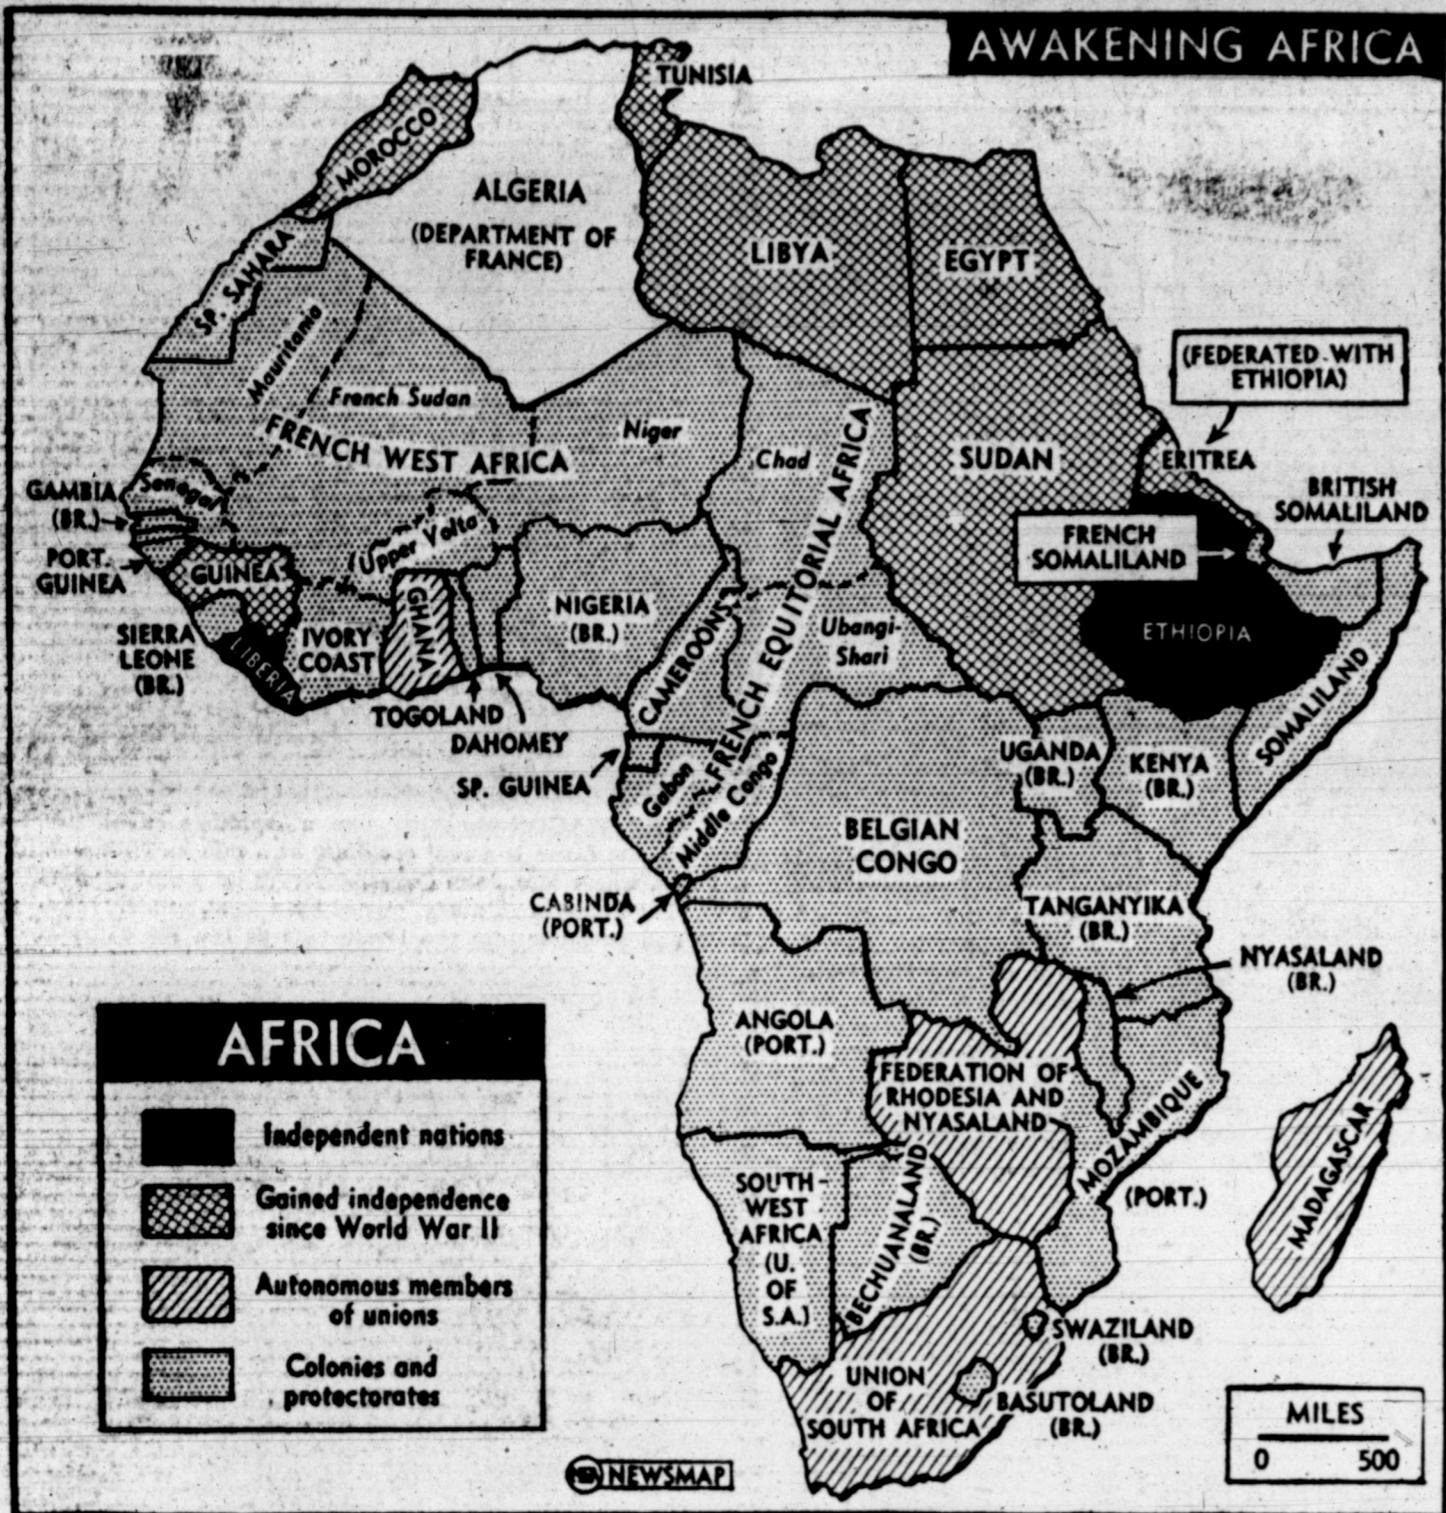 AWAKENING AFRICA
TUNISIA
MOROCCO
ALGERIA
(DEPARTMENT OF
FRANCE)
LIBYA
EGYPT
SP. SAHARA
Mauritania
French Sudan
FRENCH WEST AFRICA
Niger
Chad
FRENCH EQUITORIAL AFRICA
SUDAN
(FEDERATED WITH
ETHIOPIA)
ERITREA
BRITISH
SOMALILAND
FRENCH
SOMALILAND
ETHIOPIA
SOMALILAND
GAMBIA
(BR.)
Senegal
PORT.
GUINEA
GUINEA
SIERRA
LEONE
(BR.)
LIBERIA
IVORY
COAST
(Upper Volta
GHANA
TOGOLAND
DAHOMEY
NIGERIA
(BR.)
CAMEROONS
Ubangi-
Shari
SP. GUINEA
Gabon
Middle Congo
UGANDA
(BR.)
KENYA
(BR.)
BELGIAN
CONGO
CABINDA
(PORT.)
TANGANYIKA
(BR.)
NYASALAND
(BR.)
ANGOLA
(PORT.)
FEDERATION OF
RHODESIA AND
NYASALAND
MOZAMBIQUE
(PORT.)
MADAGASCAR
SOUTH-
WEST
AFRICA
(U.
OF
S.A.)
BECHUANALAND
(BR.)
SWAZILAND
(BR.)
UNION
OF
SOUTH AFRICA
BASUTOLAND
(BR.)
AFRICA
Independent nations
Gained independence
since World War II
Autonomous members
of unions
Colonies and
protectorates
MILES
0 500
NEA NEWSMAP